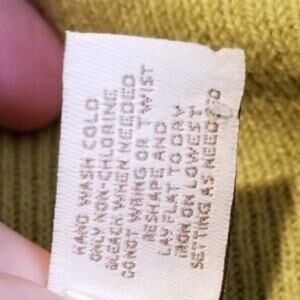 HAND WASH COLD
ONLY NON-CHLORINE
BLEACH WHEN NEEDED
DO NOT WRING OR TWIST
RESHAPE AND
LAY FLAT TO DRY
IRON ON LOWEST
SETTING AS NEEDED